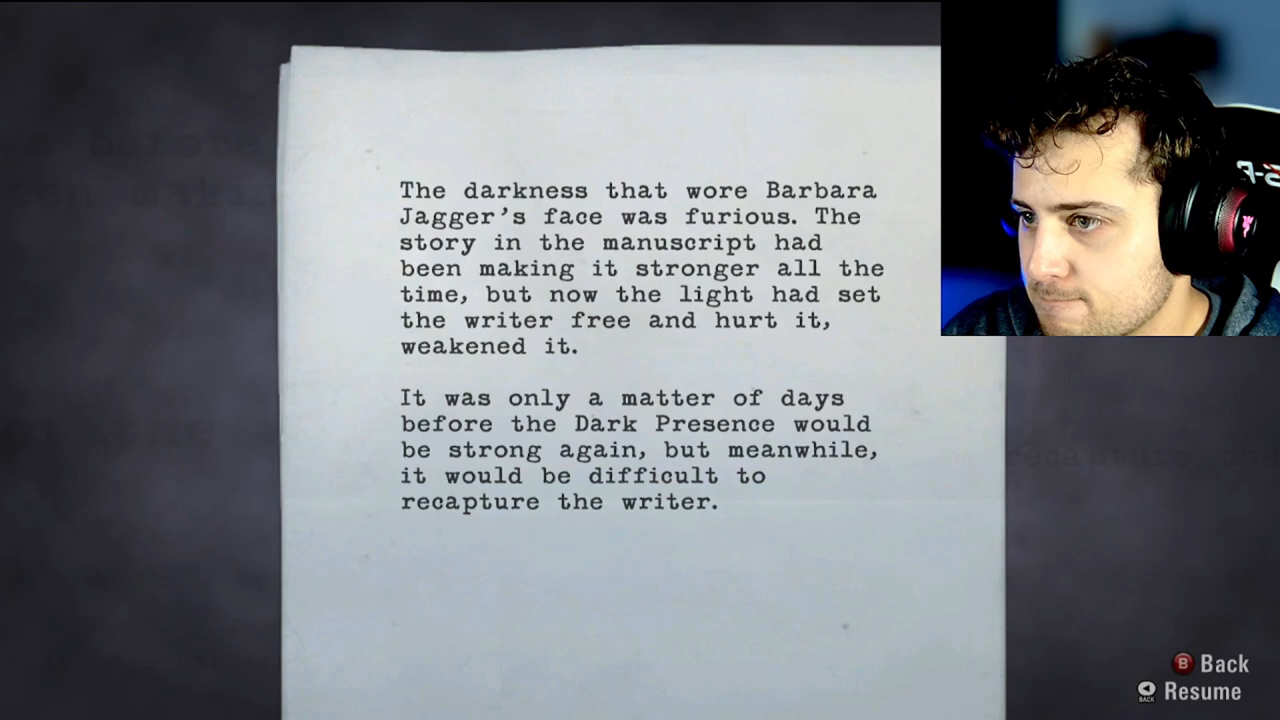 The darkness that wore Barbara
Jagger's face was furious. The
story in the manuscript had
been making it stronger all the
time, but now the light had set
the writer free and hurt it,
weakened it.
It was only a matter of days
before the Dark Presence would
be strong again, but meanwhile,
it would be difficult to
recapture the writer.
B Back
BACK Resume